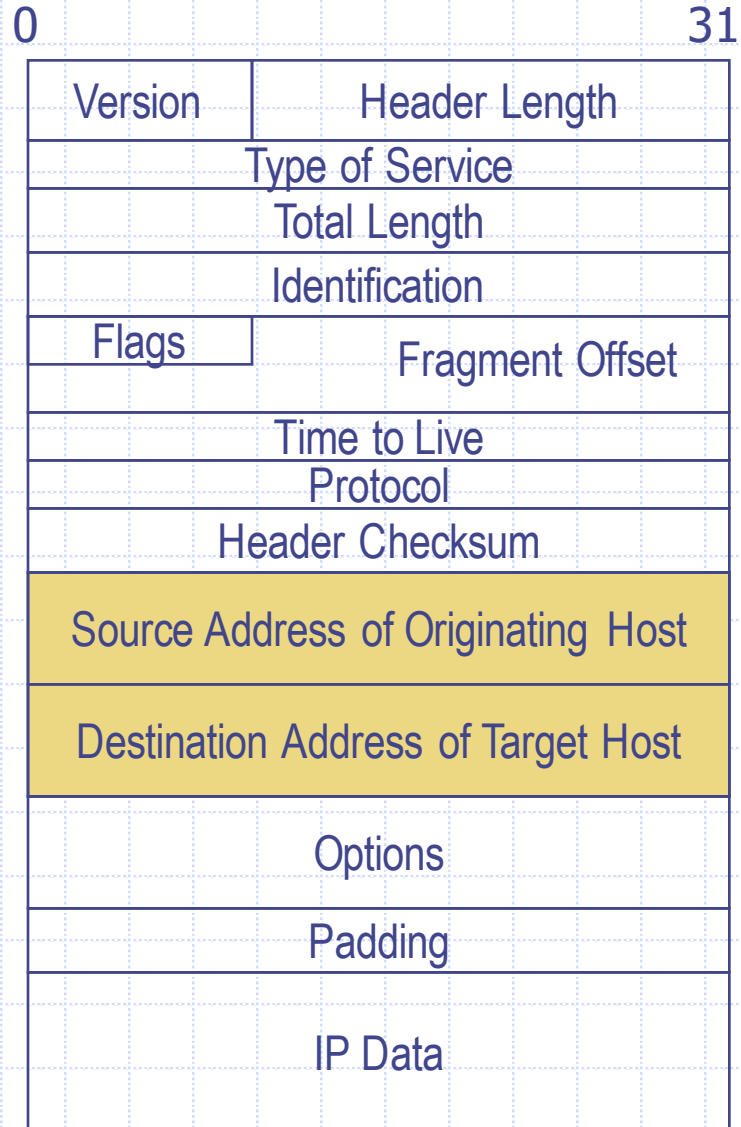 0 31
Version Header Length
Type of Service
Total Length
Identification
Flags
Fragment Offset
Time to Live
Protocol
Header Checksum
Source Address of Originating Host
Destination Address of Target Host
Options
Padding
IP Data